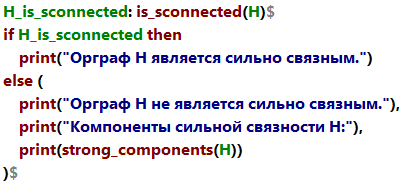 H_is_sconnected: is_sconnected(H)$
if H_is_sconnected then
print("Орграф H является сильно связным.")
else (
print("Орграф H не является сильно связным."),
print("Компоненты сильной связности H:"),
print(strong_components(H))
)$